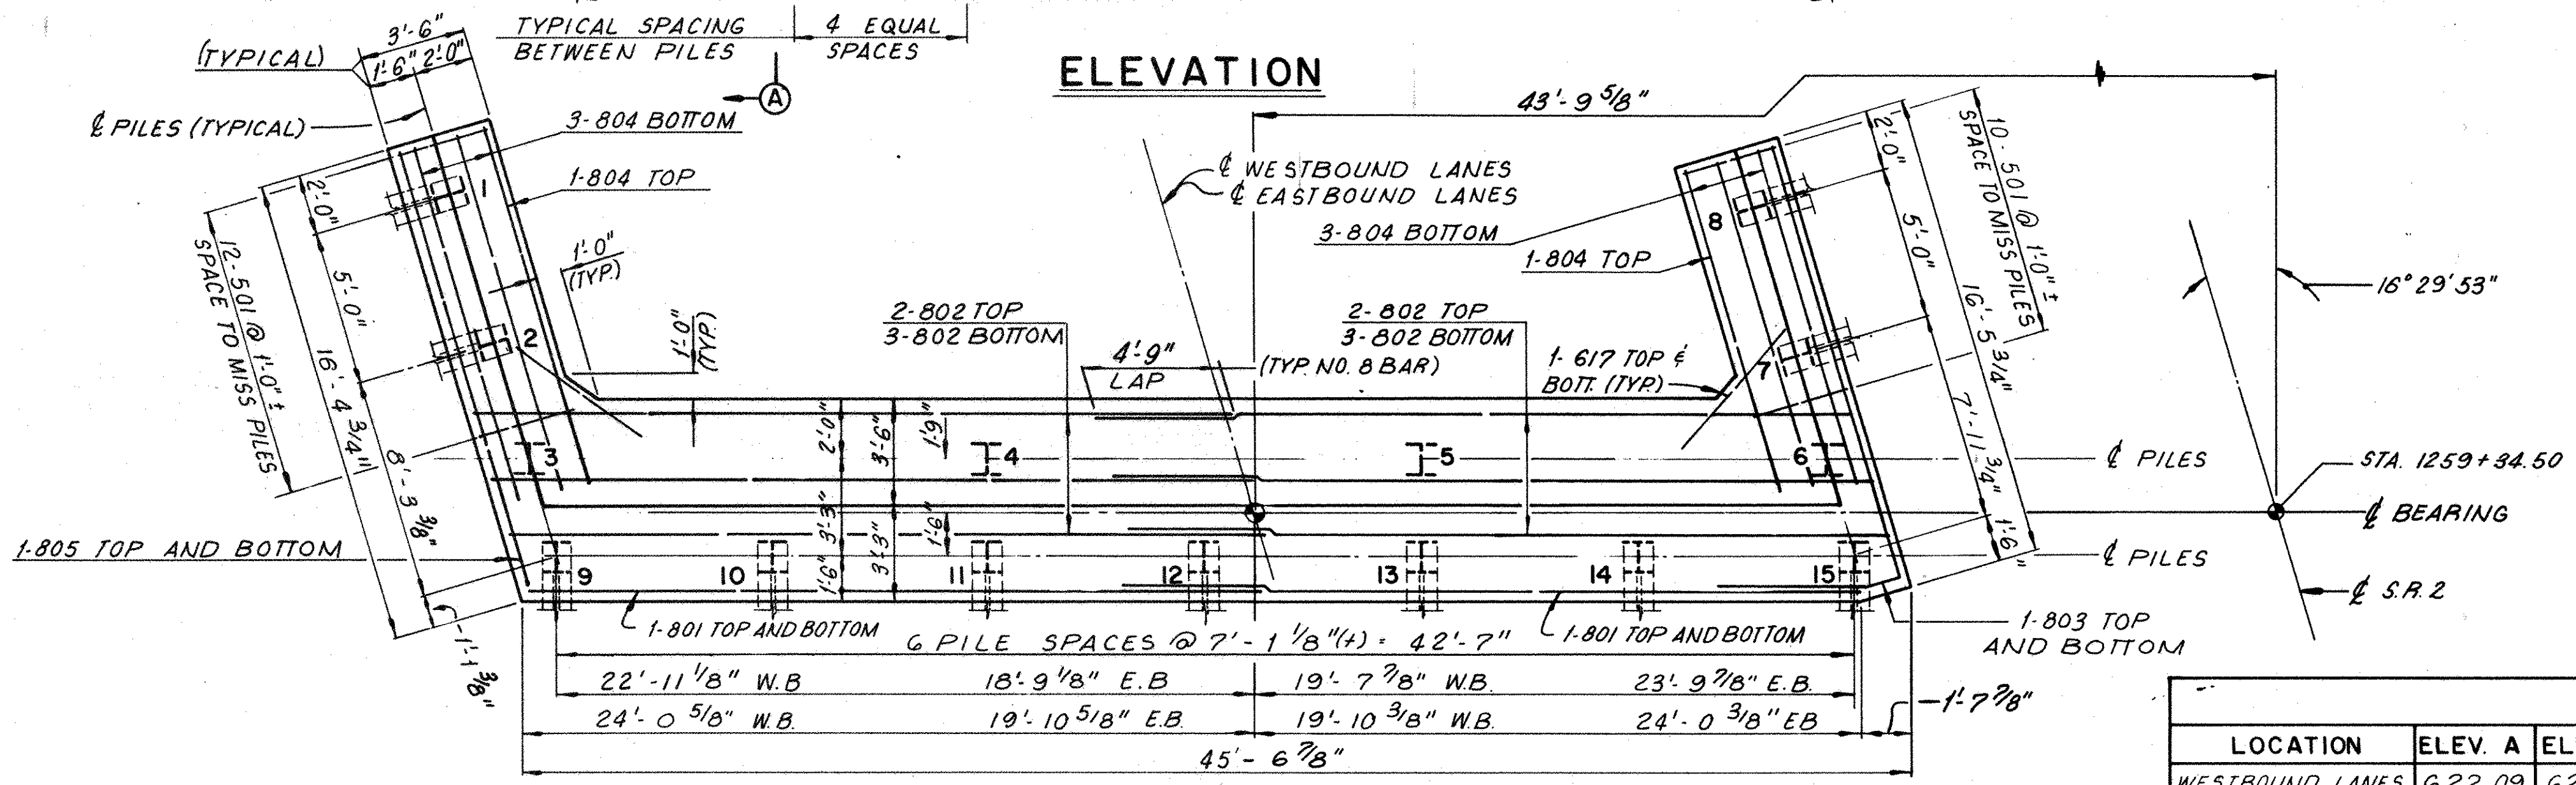 TYPICAL SPACING
BETWEEN PILES
4 EQUAL
SPACES
A
ELEVATION
3'-6"
1'-6" 2'-0"
(TYPICAL)
℄ PILES (TYPICAL)
3-804 BOTTOM
1-804 TOP
1'-0"
(TYP.)
1'-0"
(TYP.)
2'-0"
5'-0"
8'-3 3/8"
1'-1 3/8"
16'-4 3/4"
12-501 @ 1'-0" ±
SPACE TO MISS PILES
43'-9 5/8"
℄ WESTBOUND LANES
℄ EASTBOUND LANES
3-804 BOTTOM
1-804 TOP
2-802 TOP
3-802 BOTTOM
4'-9"
LAP
(TYP. NO. 8 BAR)
2-802 TOP
3-802 BOTTOM
1-617 TOP &
BOTT. (TYP.)
10-501 @ 1'-0" ±
SPACE TO MISS PILES
2'-0"
5'-0"
7'-11 3/4"
1'-6"
16'-5 3/4"
16° 29' 53"
1
2
3
4
5
6
7
8
9
10
11
12
13
14
15
2'-0"
3'-3"
1'-6"
3'-9"
3'-3"
1'-6"
1'-9"
℄ PILES
STA. 1259+34.50
℄ BEARING
℄ PILES
℄ S.R. 2
1-805 TOP AND BOTTOM
1-801 TOP AND BOTTOM
1-801 TOP AND BOTTOM
1-803 TOP
AND BOTTOM
6 PILE SPACES @ 7'-1 1/8"(+) = 42'-7"
22'-11 1/8" W.B 18'-9 1/8" E.B 19'-7 7/8" W.B. 23'-9 7/8" E.B.
24'-0 5/8" W.B. 19'-10 5/8" E.B. 19'-10 3/8" W.B. 24'-0 3/8" EB
1'-7 7/8"
45'-6 7/8"
LOCATION ELEV. A EL
WESTBOUND LANES 622.09